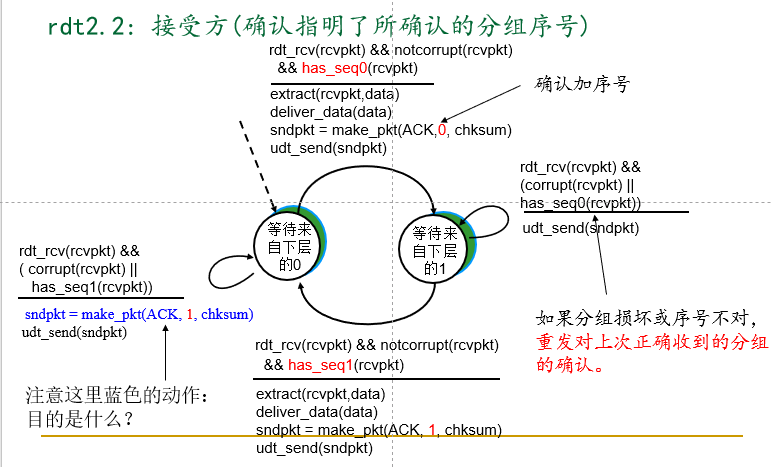 rdt2.2: 接受方(确认指明了所确认的分组序号)
rdt_rcv(rcvpkt) && notcorrupt(rcvpkt)
&& has_seq0(rcvpkt)
extract(rcvpkt,data)
deliver_data(data)
sndpkt = make_pkt(ACK,0, chksum)
udt_send(sndpkt)
确认加序号
rdt_rcv(rcvpkt) &&
(corrupt(rcvpkt) ||
has_seq0(rcvpkt))
udt_send(sndpkt)
等待来
自下层
的0
等待来
自下层
的1
rdt_rcv(rcvpkt) &&
( corrupt(rcvpkt) ||
has_seq1(rcvpkt))
sndpkt = make_pkt(ACK, 1, chksum)
udt_send(sndpkt)
注意这里蓝色的动作:
目的是什么?
如果分组损坏或序号不对,
重发对上次正确收到的分组
的确认。
rdt_rcv(rcvpkt) && notcorrupt(rcvpkt)
&& has_seq1(rcvpkt)
extract(rcvpkt,data)
deliver_data(data)
sndpkt = make_pkt(ACK, 1, chksum)
udt_send(sndpkt)